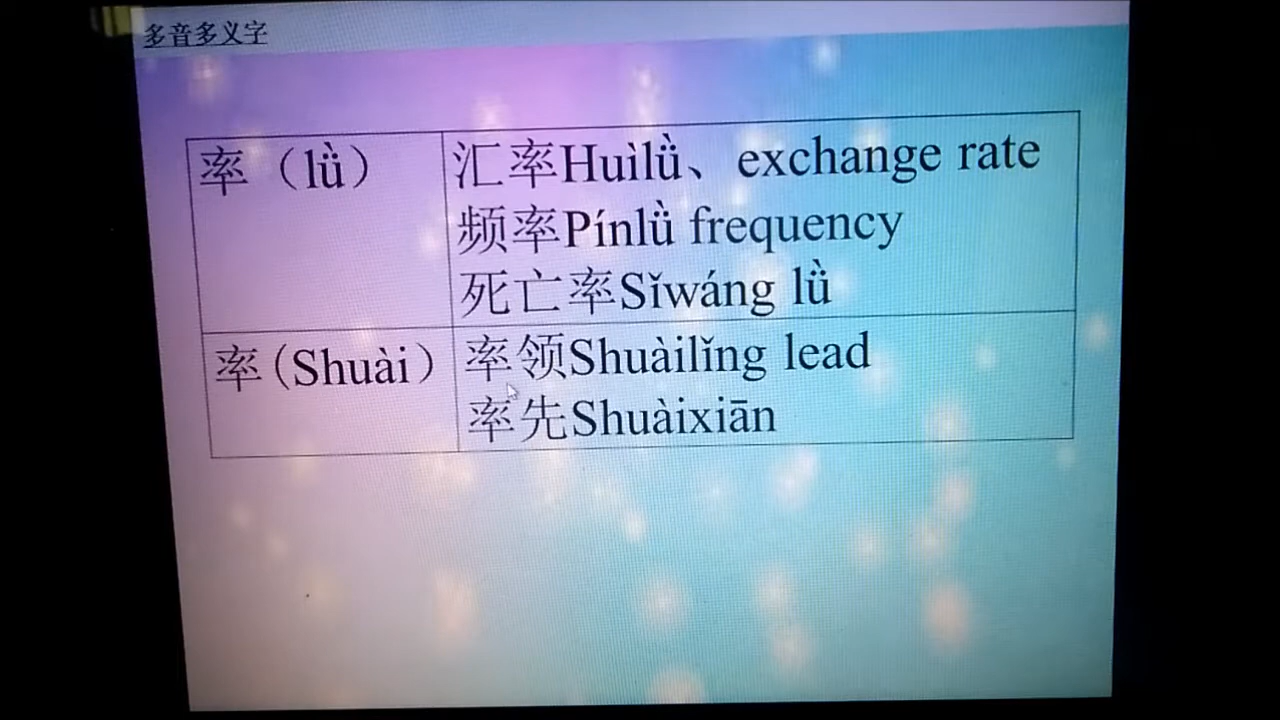 多音多义字
率（lǜ）
汇率Huìlǜ、exchange rate
频率Pínlǜ frequency
死亡率Sǐwáng lǜ
率(Shuài）
率领Shuàilǐng lead
率先Shuàixiān